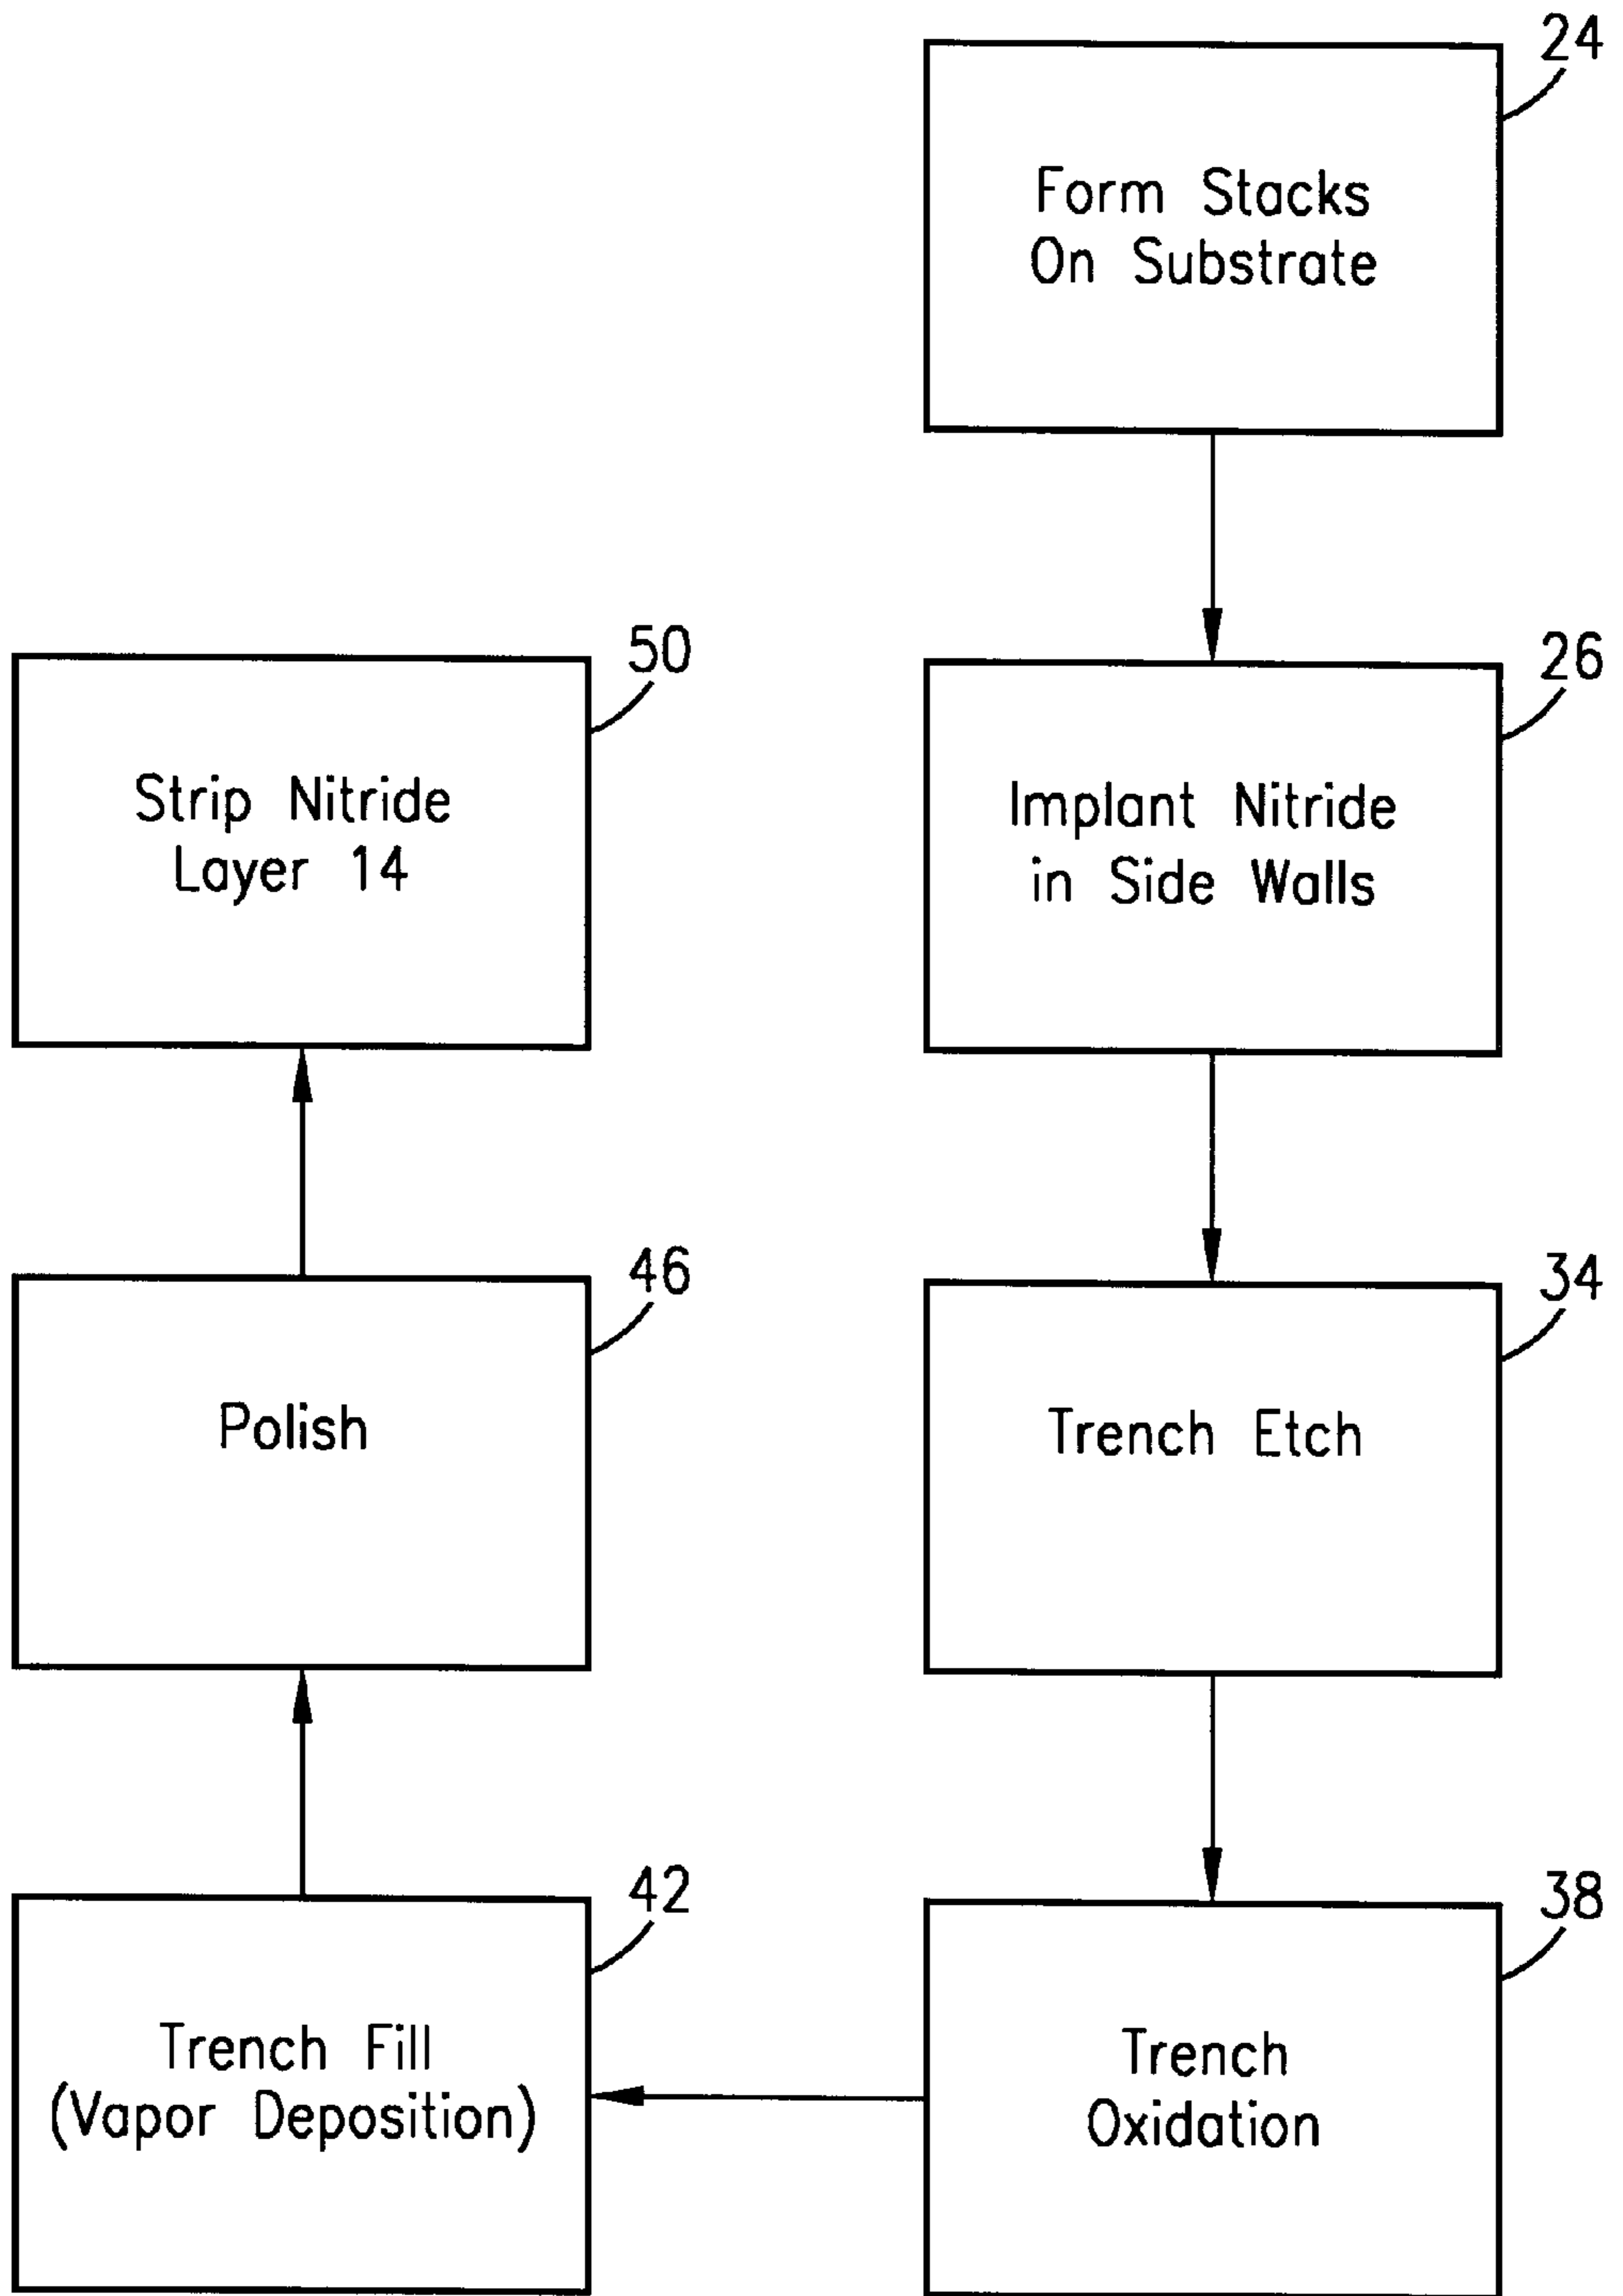 24
Form Stacks
On Substrate
26
Implant Nitride
in Side Walls
34
Trench Etch
38
Trench
Oxidation
42
Trench Fill
(Vapor Deposition)
46
Polish
50
Strip Nitride
Layer 14